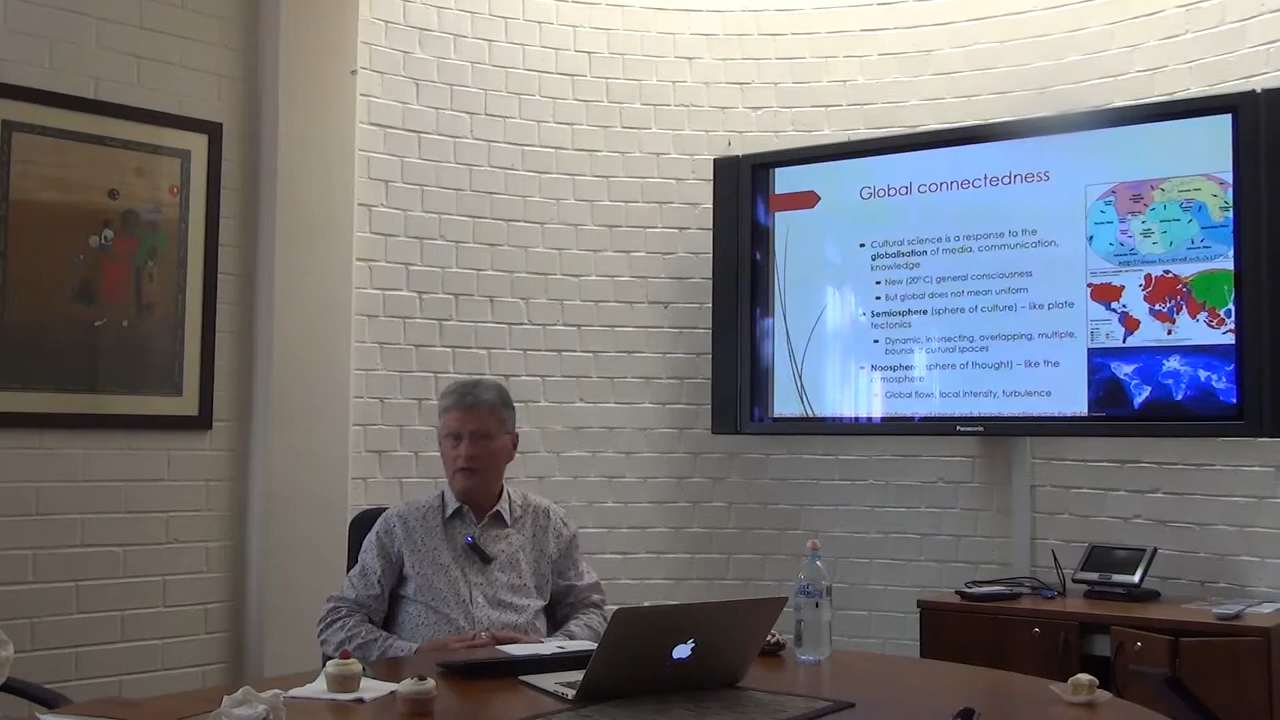 Global connectedness
Cultural science is a response to the
globalisation of media, communication,
knowledge
New (20th C) general consciousness
But global does not mean uniform
Semiosphere (sphere of culture) – like plate
tectonics
Dynamic, intersecting, overlapping, multiple,
bounded cultural spaces
Noosphere (sphere of thought) – like the
atmosphere
Global flows, local intensity, turbulence
Panasonic